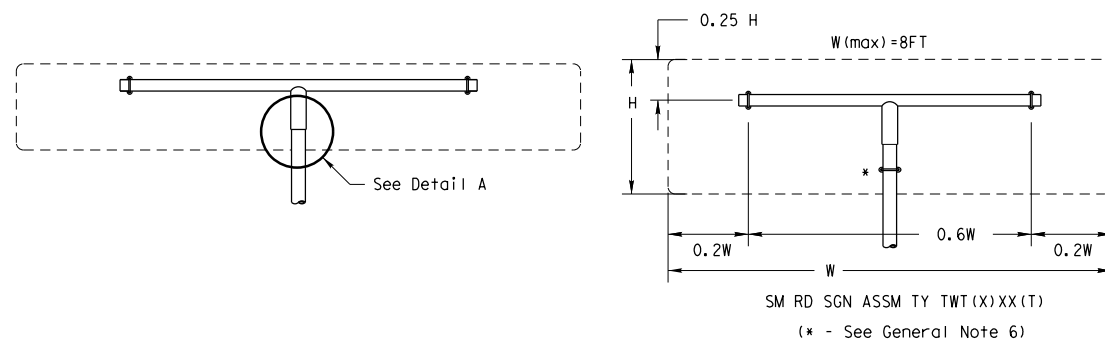 0.25 H
W(max)=8FT
H
See Detail A
*
0.2W
0.6W
0.2W
W
SM RD SGN ASSM TY TWT(X)XX(T)
(* - See General Note 6)